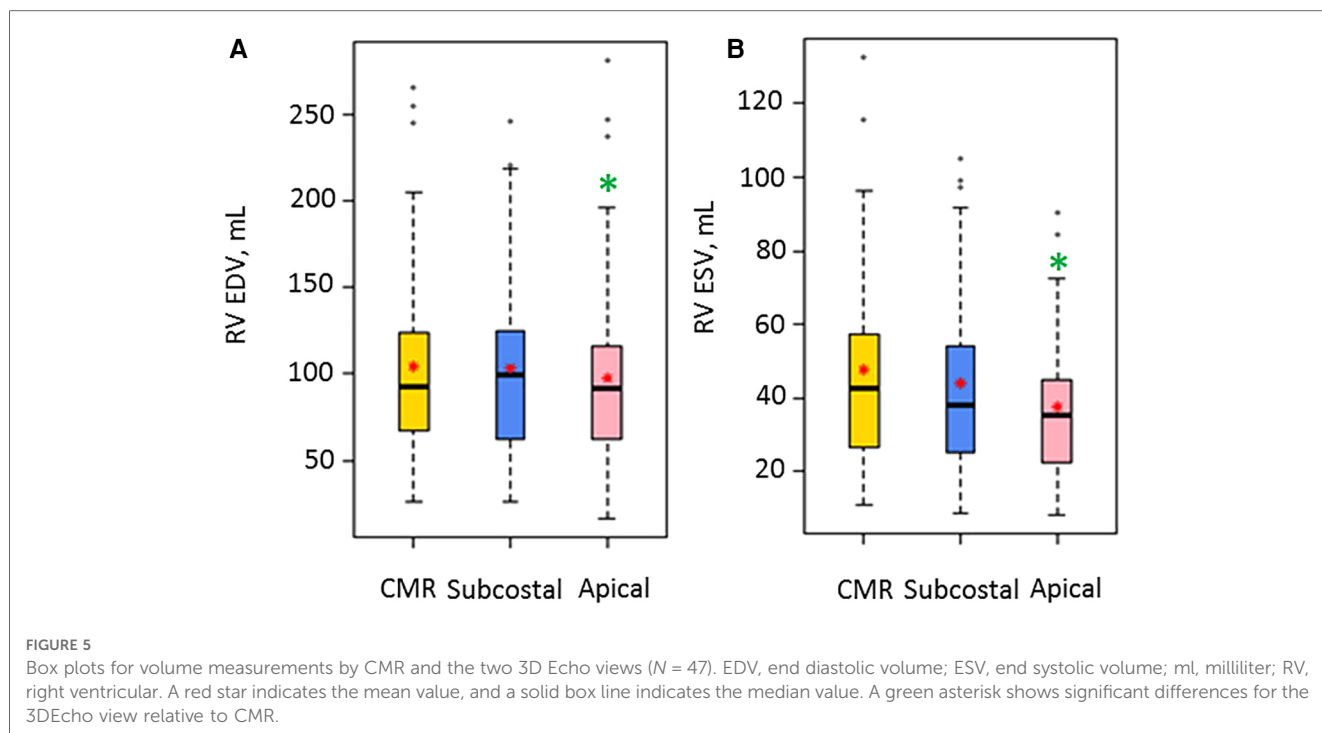 A
B
RV EDV, mL
250
200
150
100
50
*
CMR Subcostal Apical
RV ESV, mL
120
100
80
60
40
20
*
CMR Subcostal Apical
FIGURE 5
Box plots for volume measurements by CMR and the two 3D Echo views (N = 47). EDV, end diastolic volume; ESV, end systolic volume; ml, milliliter; RV,
right ventricular. A red star indicates the mean value, and a solid box line indicates the median value. A green asterisk shows significant differences for the
3DEcho view relative to CMR.